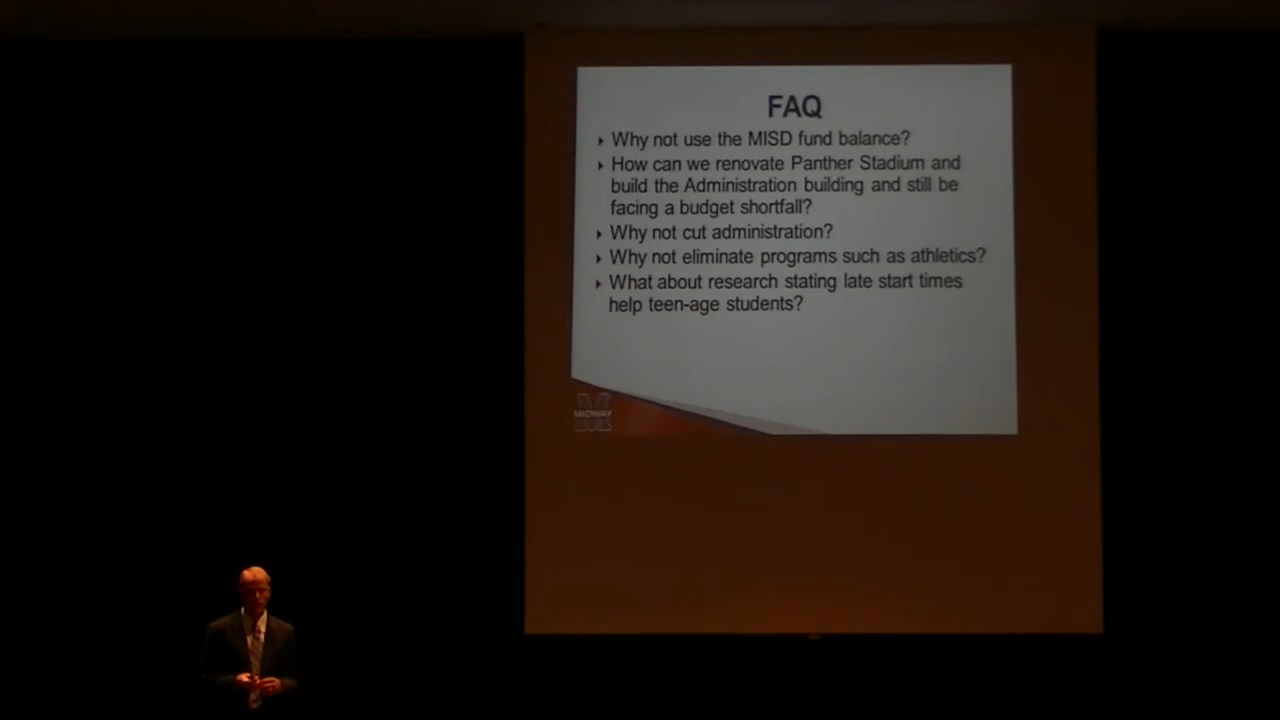 FAQ
Why not use the MISD fund balance?
How can we renovate Panther Stadium and
build the Administration building and still be
facing a budget shortfall?
Why not cut administration?
Why not eliminate programs such as athletics?
What about research stating late start times
help teen-age students?
MIDWAY